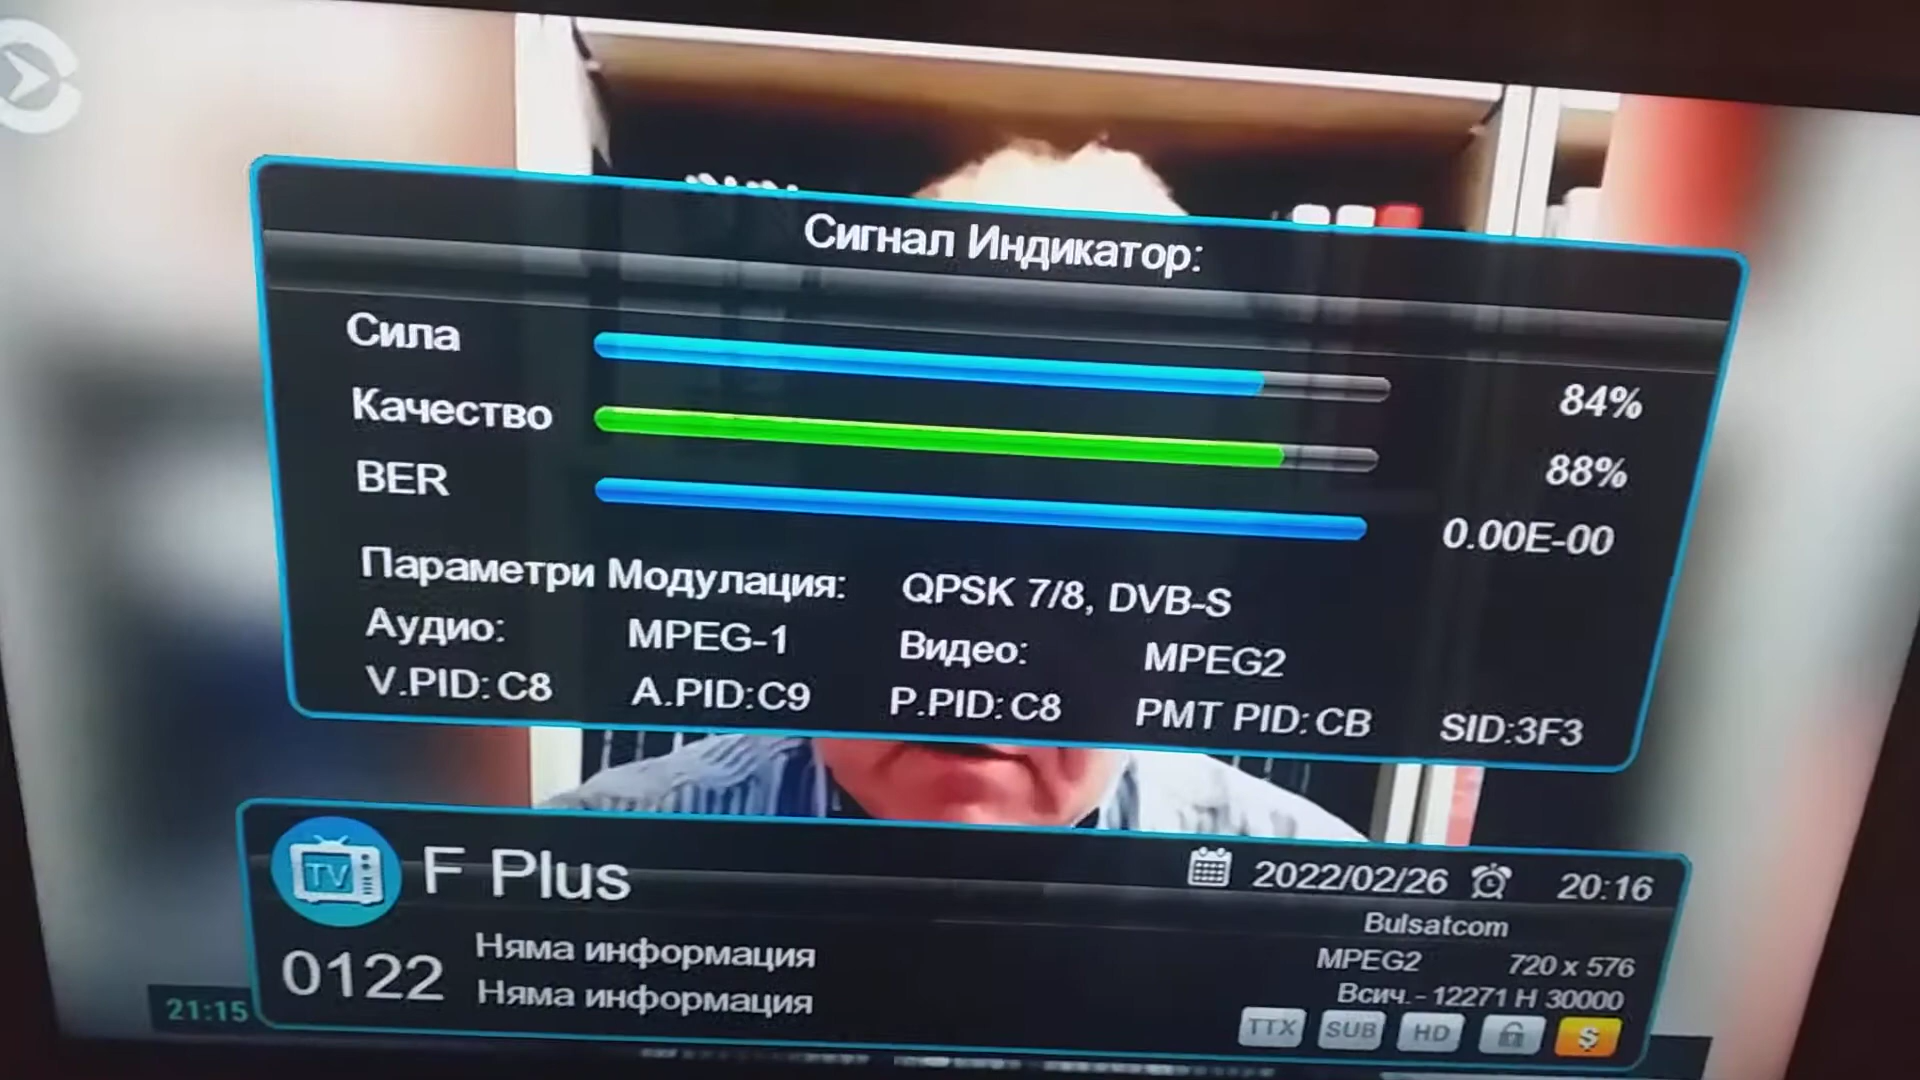 Сигнал Индикатор:
Сила 84%
Качество 88%
BER 0.00E-00
Параметри Модулация: QPSK 7/8, DVB-S
Аудио: MPEG-1 Видео: MPEG2
V.PID:C8 A.PID:C9 P.PID:C8 PMT PID:CB SID:3F3
F Plus 2022/02/26 20:16
Bulsatcom
0122 Няма информация MPEG2 720 x 576
Няма информация Всич.-12271 H 30000
21:15 TTX SUB HD $
TV